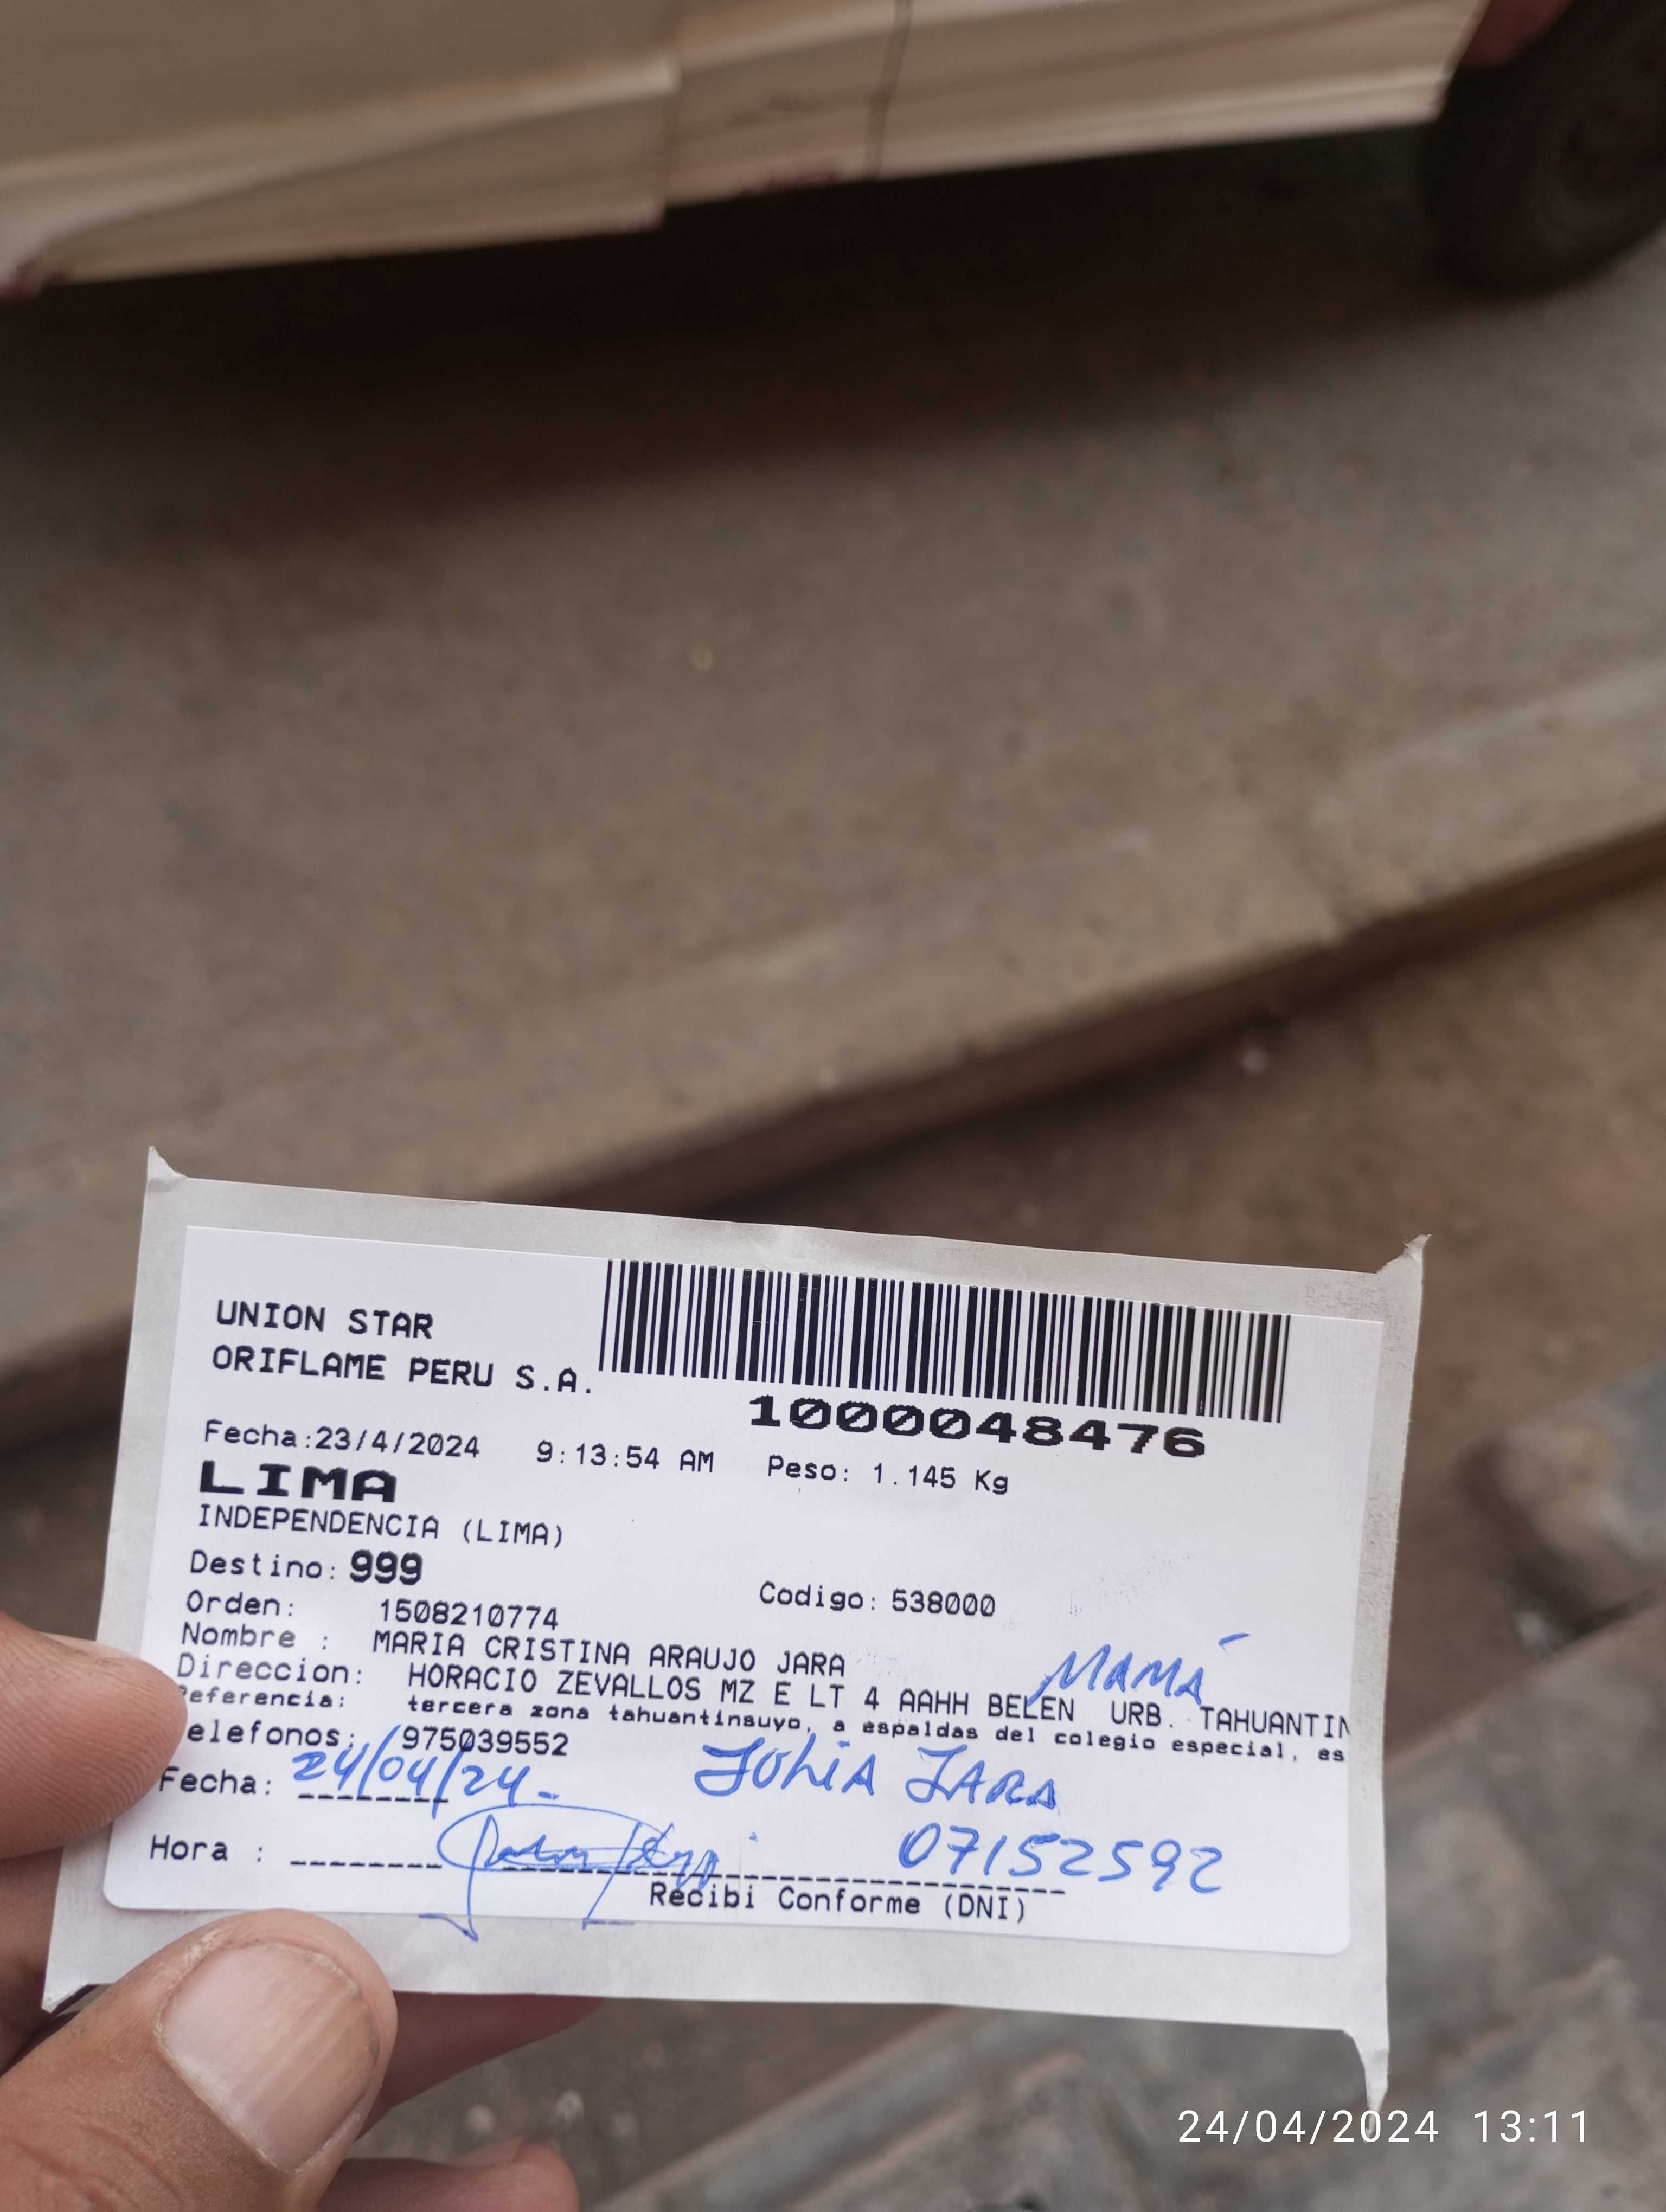 UNION STAR
ORIFLAME PERU S.A.
1000048476
Fecha:23/4/2024 9:13:54 AM Peso: 1.145 Kg
LIMA
INDEPENDENCIA (LIMA)
Destino: 999
Codigo: 538000
Orden: 1508210774
Nombre : MARIA CRISTINA ARAUJO JARA
MAMÁ
Direccion: HORACIO ZEVALLOS MZ E LT 4 AAHH BELEN URB. TAHUANTIN
eferencia: tercera zona tahuantinsuyo, a espaldas del colegio especial, es
elefonos: 975039552
Fecha: 24/04/24.
JULIA JARA
07152592
Hora :
Recibi Conforme (DNI)
24/04/2024 13:11